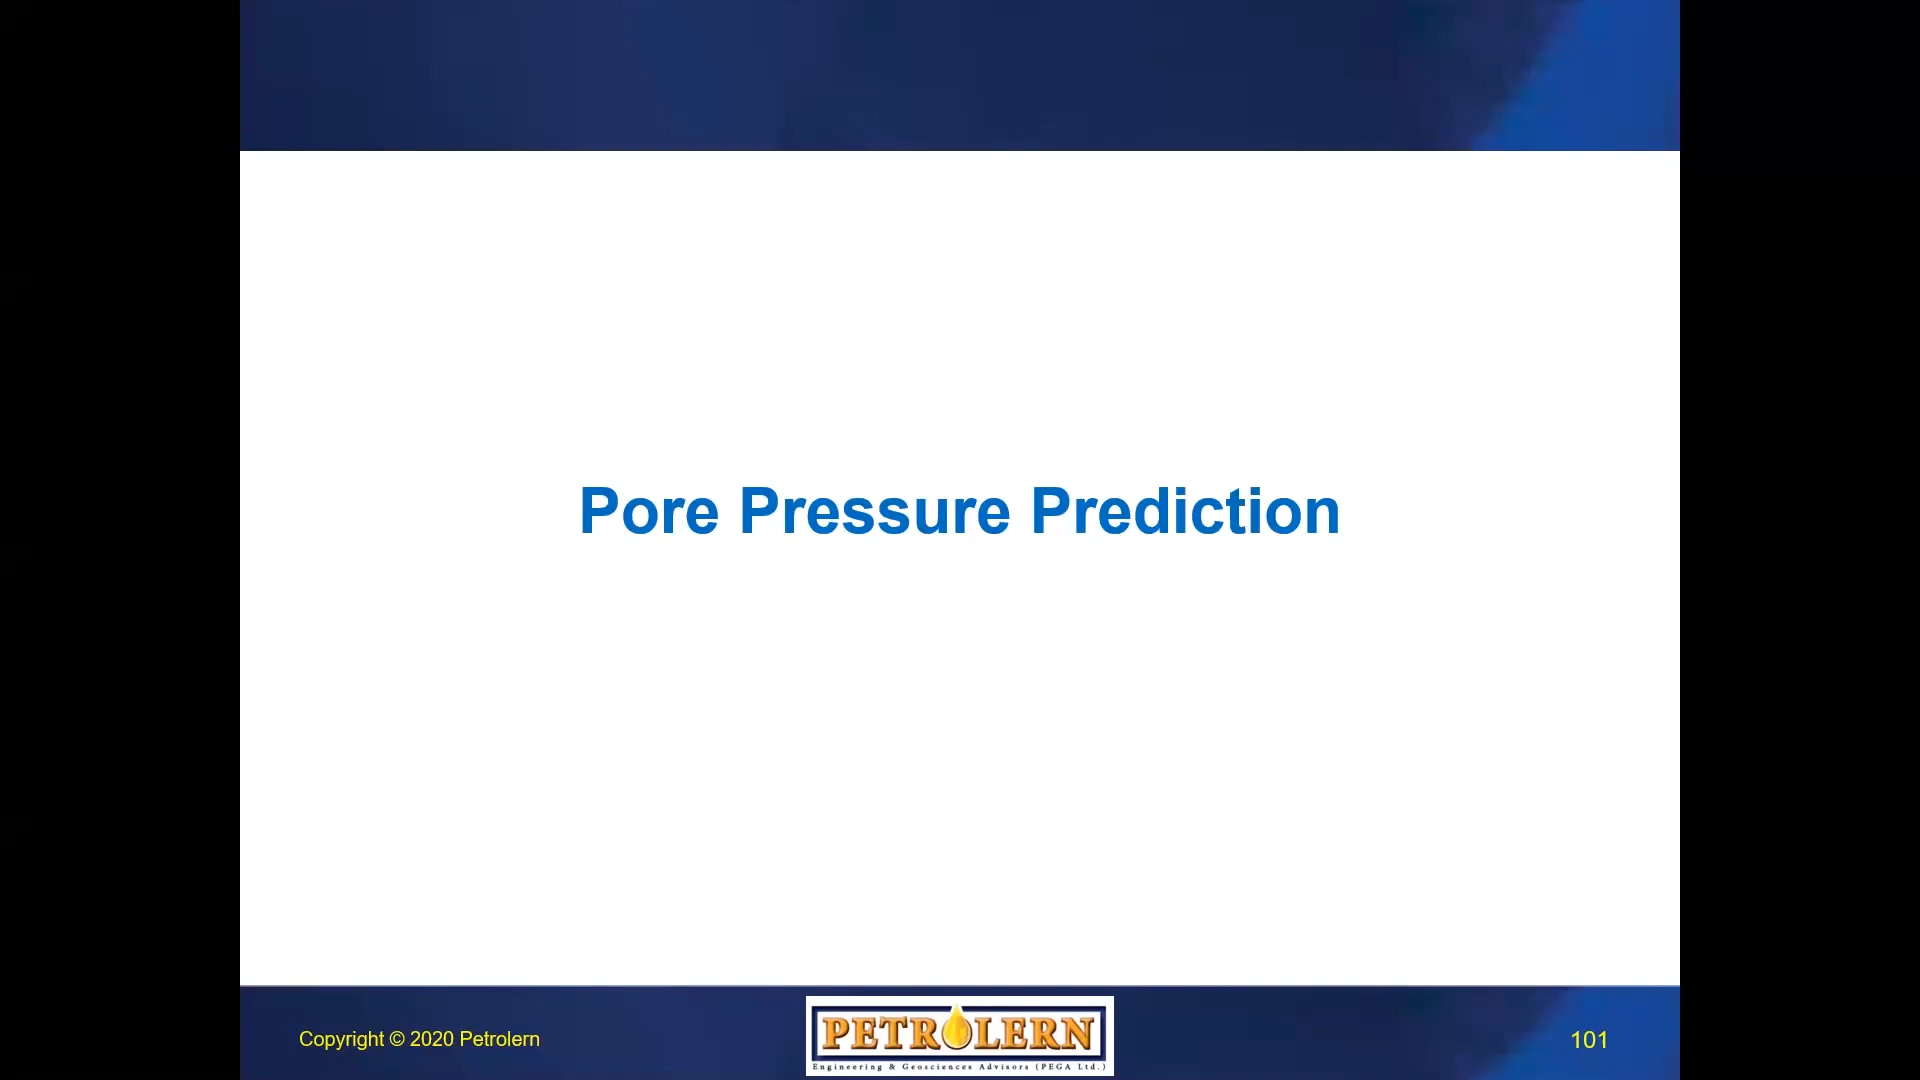 Pore Pressure Prediction
Copyright © 2020 Petrolern
PETROLERN
Engineering & Geosciences Advisors (PEGA Ltd.)
101